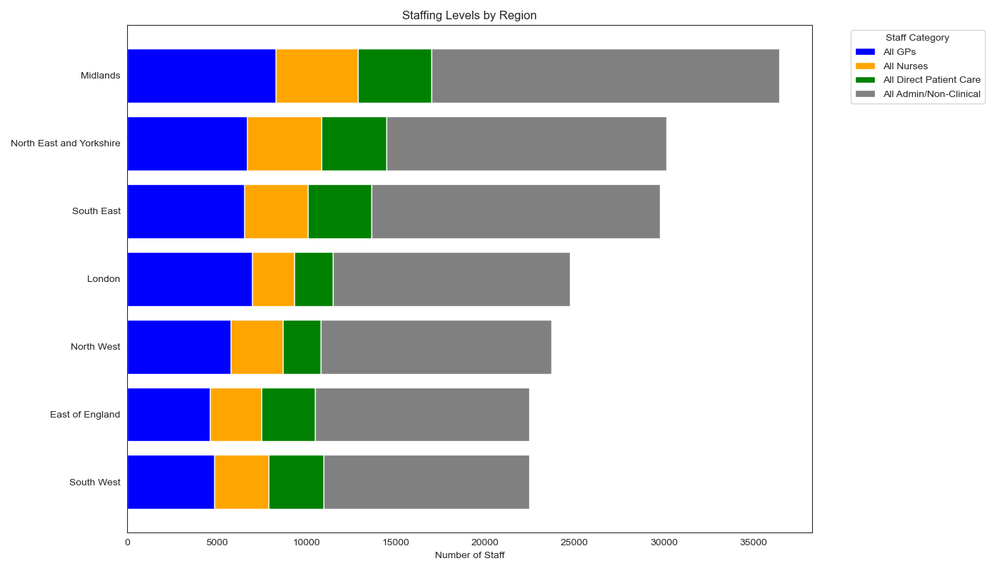 Staffing Levels by Region
Staff Category
All GPs
All Nurses
All Direct Patient Care
All Admin/Non-Clinical
Midlands
North East and Yorkshire
South East
London
North West
East of England
South West
0 5000 10000 15000 20000 25000 30000 35000
Number of Staff